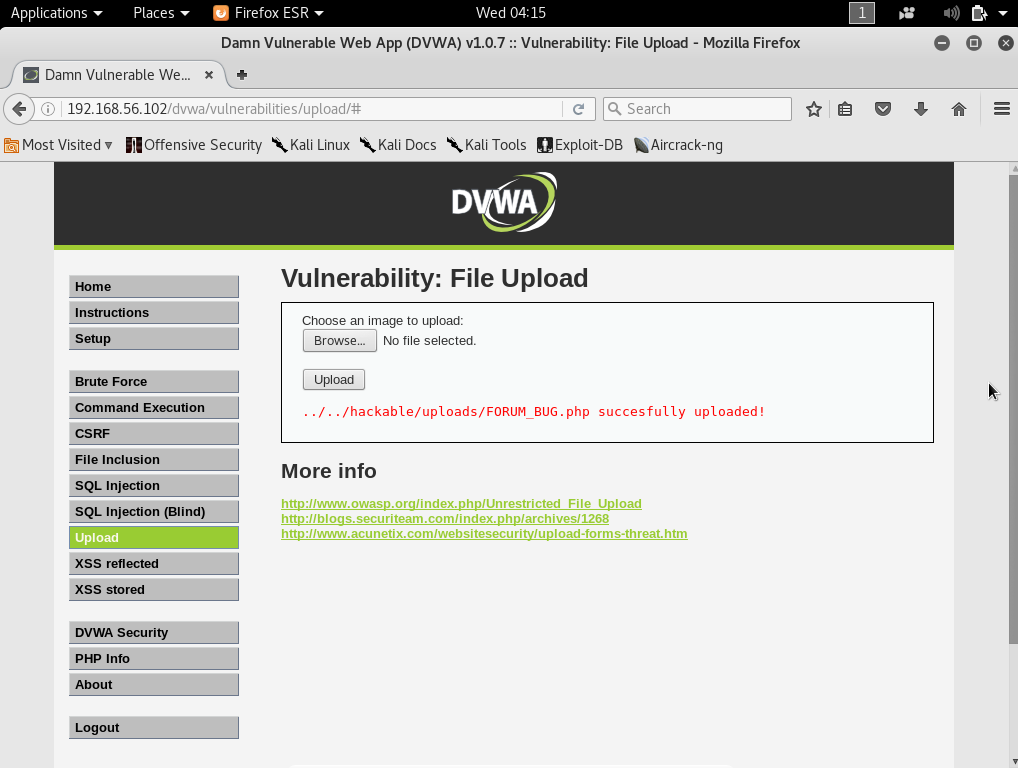 Applications Places Firefox ESR Wed 04:15 1
Damn Vulnerable Web App (DVWA) v1.0.7 :: Vulnerability: File Upload - Mozilla Firefox
Damn Vulnerable We...
192.168.56.102/dvwa/vulnerabilities/upload/# Search
Most Visited Offensive Security Kali Linux Kali Docs Kali Tools Exploit-DB Aircrack-ng
DVWA
Home
Instructions
Setup
Brute Force
Command Execution
CSRF
File Inclusion
SQL Injection
SQL Injection (Blind)
Upload
XSS reflected
XSS stored
DVWA Security
PHP Info
About
Logout
Vulnerability: File Upload
Choose an image to upload:
Browse... No file selected.
Upload
../../hackable/uploads/FORUM_BUG.php succesfully uploaded!
More info
http://www.owasp.org/index.php/Unrestricted_File_Upload
http://blogs.securiteam.com/index.php/archives/1268
http://www.acunetix.com/websitesecurity/upload-forms-threat.htm